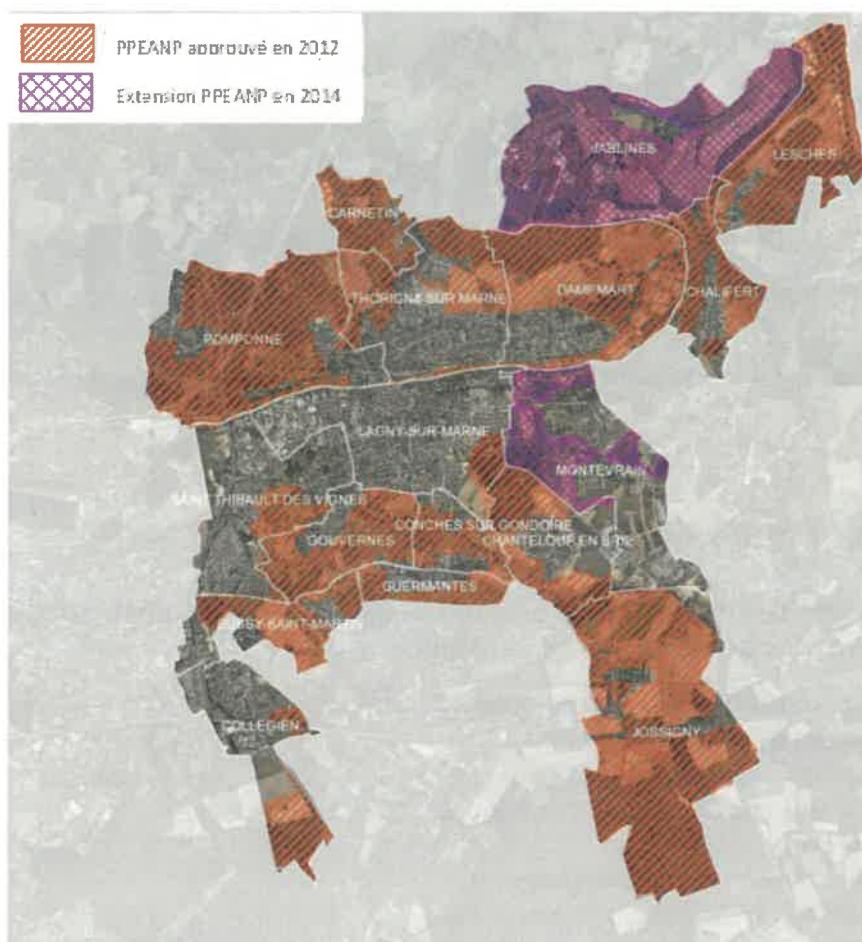 PPEANP approuvé en 2012
Extension PPEANP en 2014
JABLINES
LESCHES
CARNETIN
THORIGNY-SUR-MARNE
DAMPMART
CHALIFERT
POMPONNE
LAGNY-SUR-MARNE
MONTEVRAIN
SAINT THIBAULT DES VIGNES
CONCHES SUR GONDOIRE
GOUVERNES
CHANTELOUP EN BRIE
GUERMANTES
BUSSY-SAINT-MARTIN
COLLEGIEN
JOSSIGNY